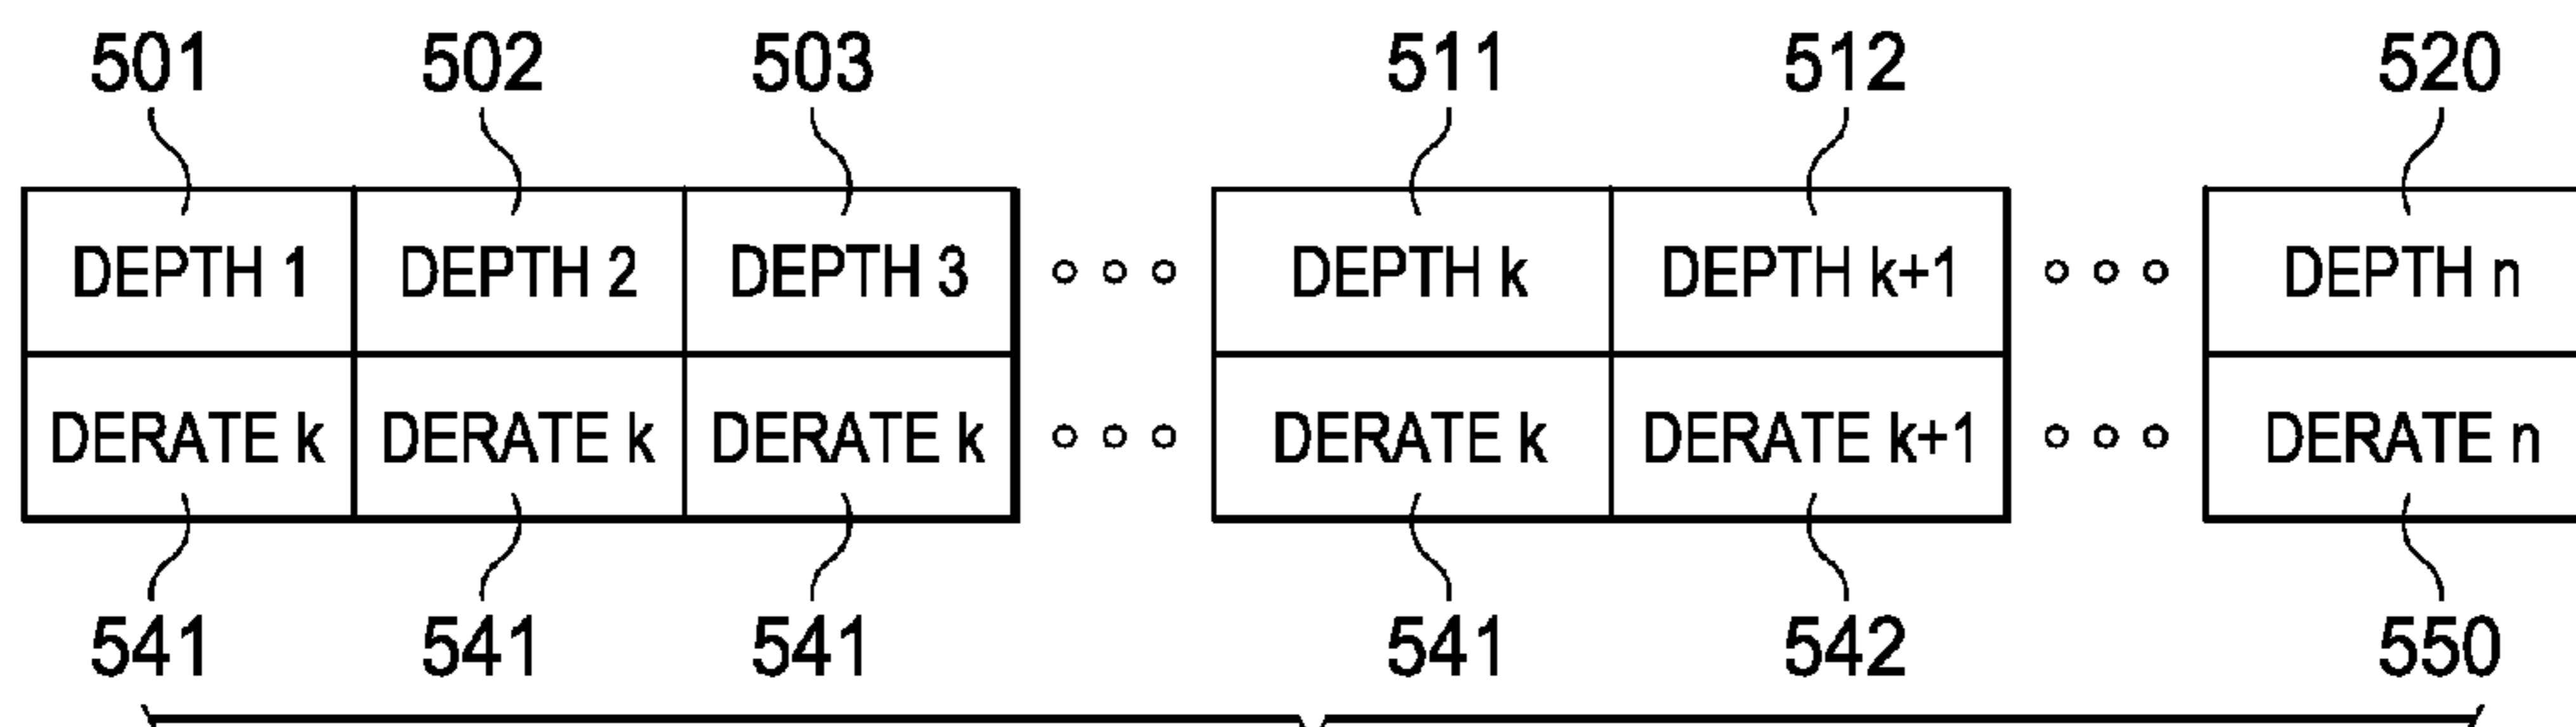 501 502 503 511 512 520
DEPTH 1 DEPTH 2 DEPTH 3 DEPTH k DEPTH k+1 DEPTH n
DERATE k DERATE k DERATE k DERATE k DERATE k+1 DERATE n
541 541 541 541 542 550